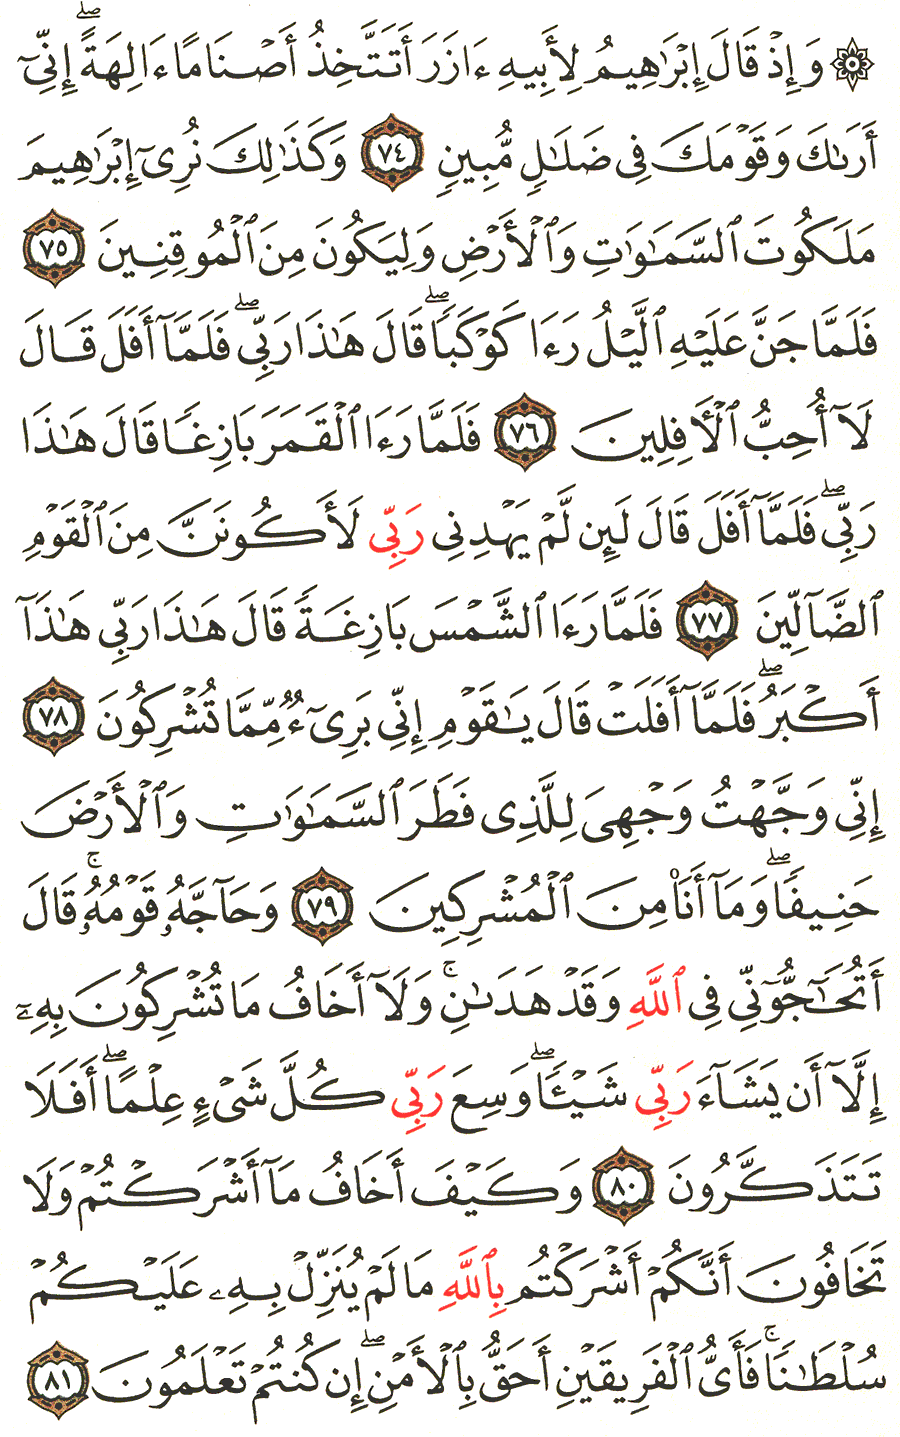 ۞ وَإِذْ قَالَ إِبْرَٰهِيمُ لِأَبِيهِ ءَازَرَ أَتَتَّخِذُ أَصْنَامًا ءَالِهَةً ۖ إِنِّىٓ
أَرَىٰكَ وَقَوْمَكَ فِى ضَلَٰلٍ مُّبِينٍ ٧٤ وَكَذَٰلِكَ نُرِىٓ إِبْرَٰهِيمَ
مَلَكُوتَ ٱلسَّمَٰوَٰتِ وَٱلْأَرْضِ وَلِيَكُونَ مِنَ ٱلْمُوقِنِينَ ٧٥
فَلَمَّا جَنَّ عَلَيْهِ ٱلَّيْلُ رَءَا كَوْكَبًا ۖ قَالَ هَٰذَا رَبِّى ۖ فَلَمَّآ أَفَلَ قَالَ
لَآ أُحِبُّ ٱلْأَفِلِينَ ٧٦ فَلَمَّا رَءَا ٱلْقَمَرَ بَازِغًا قَالَ هَٰذَا
رَبِّى ۖ فَلَمَّآ أَفَلَ قَالَ لَئِن لَّمْ يَهْدِنِى رَبِّى لَأَكُونَنَّ مِنَ ٱلْقَوْمِ
ٱلضَّآلِّينَ ٧٧ فَلَمَّا رَءَا ٱلشَّمْسَ بَازِغَةً قَالَ هَٰذَا رَبِّى هَٰذَآ
أَكْبَرُ ۖ فَلَمَّآ أَفَلَتْ قَالَ يَٰقَوْمِ إِنِّى بَرِىٓءٌ مِّمَّا تُشْرِكُونَ ٧٨
إِنِّى وَجَّهْتُ وَجْهِىَ لِلَّذِى فَطَرَ ٱلسَّمَٰوَٰتِ وَٱلْأَرْضَ
حَنِيفًا ۖ وَمَآ أَنَا۠ مِنَ ٱلْمُشْرِكِينَ ٧٩ وَحَآجَّهُۥ قَوْمُهُۥ ۚ قَالَ
أَتُحَٰٓجُّوٓنِّى فِى ٱللَّهِ وَقَدْ هَدَىٰنِ ۚ وَلَآ أَخَافُ مَا تُشْرِكُونَ بِهِۦٓ
إِلَّآ أَن يَشَآءَ رَبِّى شَيْـًٔا ۖ وَسِعَ رَبِّى كُلَّ شَىْءٍ عِلْمًا ۖ أَفَلَا
تَتَذَكَّرُونَ ٨٠ وَكَيْفَ أَخَافُ مَآ أَشْرَكْتُمْ وَلَا
تَخَافُونَ أَنَّكُمْ أَشْرَكْتُم بِٱللَّهِ مَا لَمْ يُنَزِّلْ بِهِۦ عَلَيْكُمْ
سُلْطَٰنًا ۚ فَأَىُّ ٱلْفَرِيقَيْنِ أَحَقُّ بِٱلْأَمْنِ ۖ إِن كُنتُمْ تَعْلَمُونَ ٨١